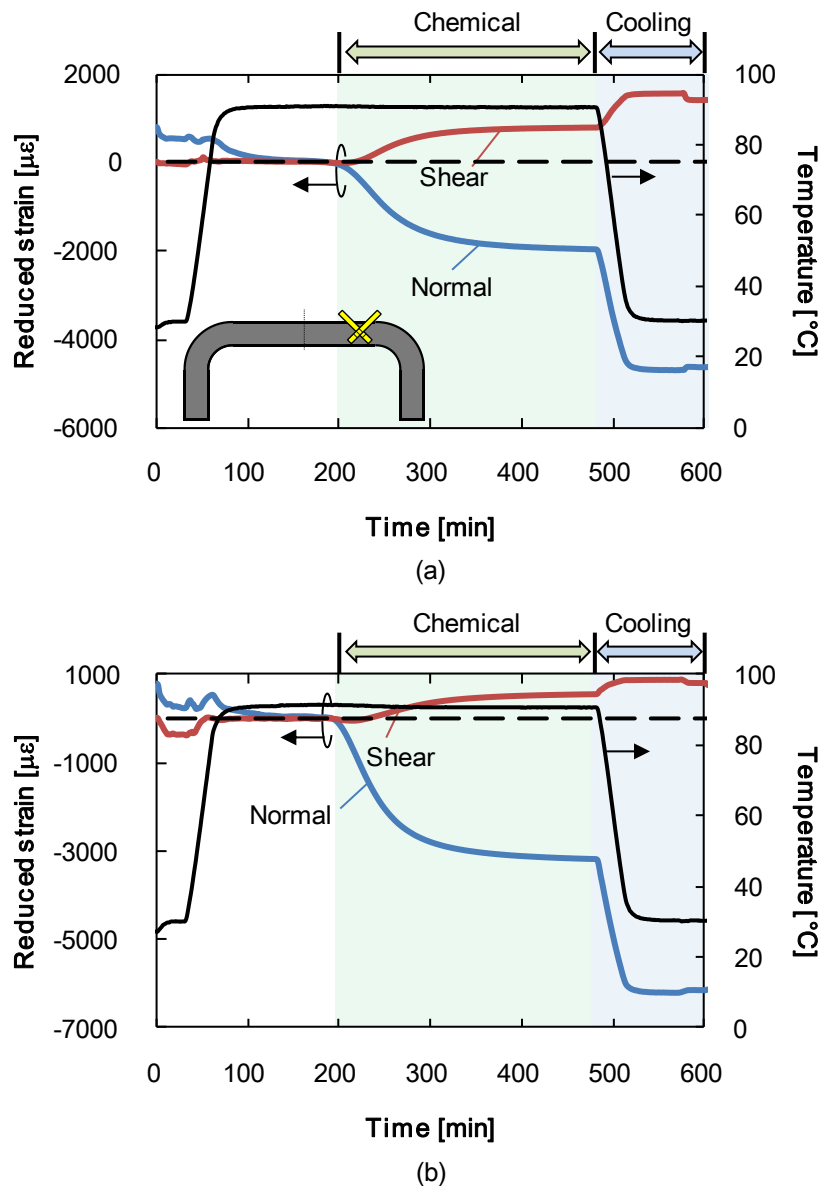 Chemical Cooling
2000 100
0 80
-2000 60
-4000 40
20
-6000 0
Reduced strain [με]
Temperature [°C]
Shear
Normal
0 100 200 300 400 500 600
Time [min]
(a)
Chemical Cooling
1000 100
-1000 80
-3000 60
40
-5000 20
-7000 0
Reduced strain [με]
Temperature [°C]
Shear
Normal
0 100 200 300 400 500 600
Time [min]
(b)